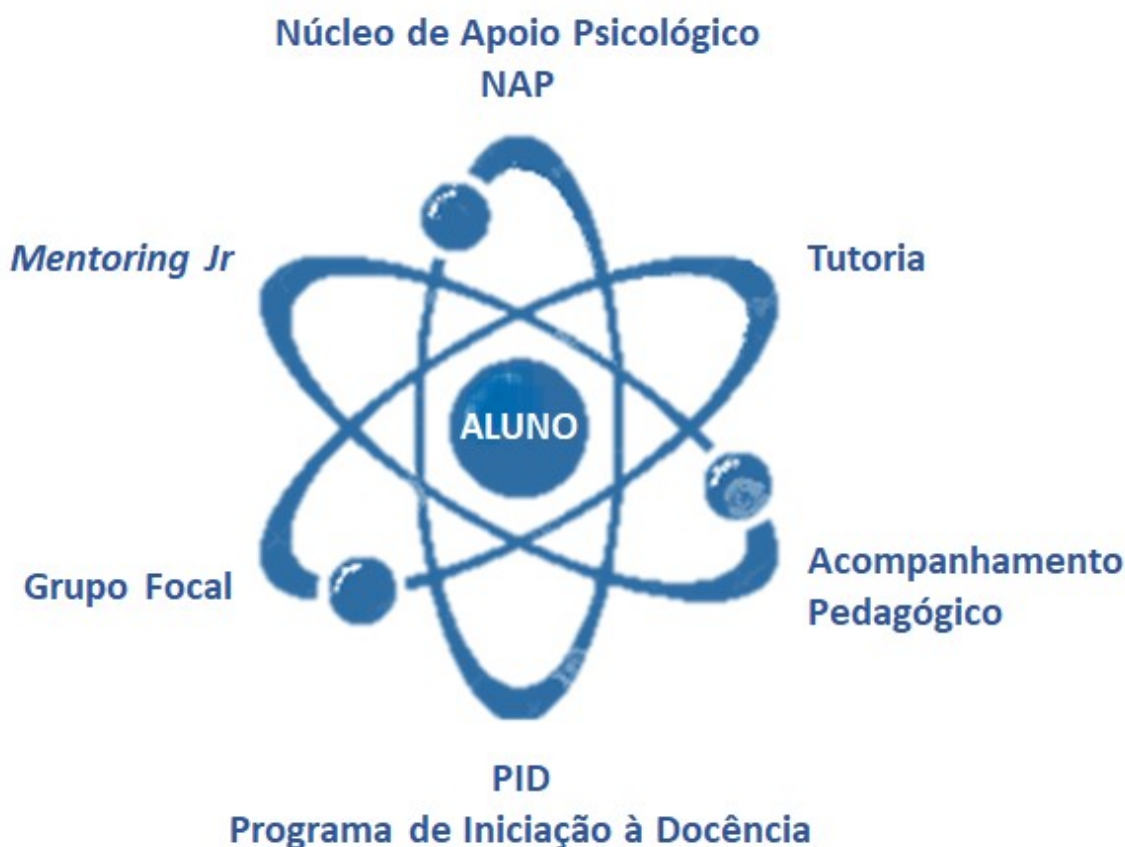 Núcleo de Apoio Psicológico
NAP
Mentoring Jr
Tutoria
ALUNO
Grupo Focal
Acompanhamento
Pedagógico
PID
Programa de Iniciação à Docência